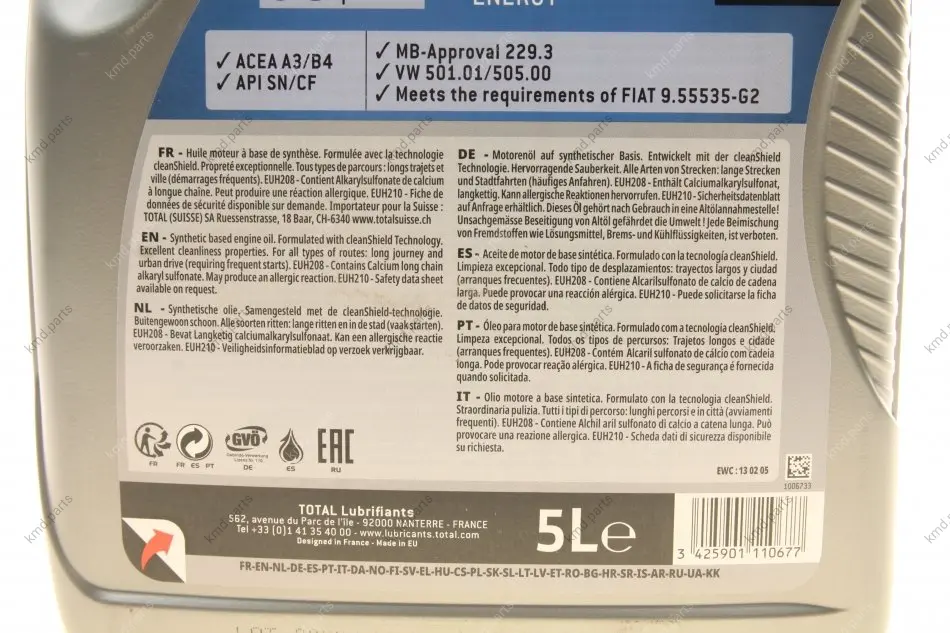 ENERGY
✓ ACEA A3/B4
✓ API SN/CF
✓ MB-Approval 229.3
✓ VW 501.01/505.00
✓ Meets the requirements of FIAT 9.55535-G2
FR - Huile moteur à base de synthèse. Formulée avec la technologie
cleanShield. Propreté exceptionnelle. Tous types de parcours : longs trajets et
ville (démarrages fréquents). EUH208 - Contient Alkarylsulfonate de calcium
à longue chaîne. Peut produire une réaction allergique. EUH210 - Fiche de
données de sécurité disponible sur demande. Importateur pour la Suisse :
TOTAL (SUISSE) SA Ruessenstrasse, 18 Baar, CH-6340 www.totalsuisse.ch
EN - Synthetic based engine oil. Formulated with cleanShield Technology.
Excellent cleanliness properties. For all types of routes: long journey and
urban drive (requiring frequent starts). EUH208 - Contains Calcium long chain
alkaryl sulfonate. May produce an allergic reaction. EUH210 - Safety data sheet
available on request.
NL - Synthetische olie. Samengesteld met de cleanShield-technologie.
Buitengewoon schoon. Alle soorten ritten: lange ritten en in de stad (vaak starten).
EUH208 - Bevat Langketig calciumalkarylsulfonaat. Kan een allergische reactie
veroorzaken. EUH210 - Veiligheidsinformatieblad op verzoek verkrijgbaar.
DE - Motorenöl auf synthetischer Basis. Entwickelt mit der cleanShield
Technologie. Hervorragende Sauberkeit. Alle Arten von Strecken: lange Strecken
und Stadtfahrten (häufiges Anfahren). EUH208 - Enthält Calciumalkarylsulfonat,
langkettig. Kann allergische Reaktionen hervorrufen. EUH210 - Sicherheitsdatenblatt
auf Anfrage erhältlich. Dieses Öl gehört nach Gebrauch in eine Altölannahmestelle!
Unsachgemässe Beseitigung von Altöl gefährdet die Umwelt ! Jede Beimischung
von Fremdstoffen wie Lösungsmittel, Brems- und Kühlflüssigkeiten, ist verboten.
ES - Aceite de motor de base sintética. Formulado con la tecnología cleanShield.
Limpieza excepcional. Todo tipo de desplazamientos: trayectos largos y ciudad
(arranques frecuentes). EUH208 - Contiene Alcarilsulfonato de calcio de cadena
larga. Puede provocar una reacción alérgica. EUH210 - Puede solicitarse la ficha
de datos de seguridad.
PT - Óleo para motor de base sintética. Formulado com a tecnologia cleanShield.
Limpeza excepcional. Todos os tipos de percursos: Trajetos longos e cidade
(arranques frequentes). EUH208 - Contém Alcaril sulfonato de cálcio com cadeia
longa. Pode provocar reação alérgica. EUH210 - A ficha de segurança é fornecida
quando solicitada.
IT - Olio motore a base sintetica. Formulato con la tecnologia cleanShield.
Straordinaria pulizia. Tutti i tipi di percorso: lunghi percorsi e in città (avviamenti
frequenti). EUH208 - Contiene Alchil aril sulfonato di calcio a catena lunga. Può
provocare una reazione allergica. EUH210 - Scheda dati di sicurezza disponibile
su richiesta.
FR
FR ES PT
GVÖ
DE
ES
EAC
RU
EWC : 13 02 05
1006733
TOTAL Lubrifiants
562, avenue du Parc de l'île - 92000 NANTERRE - FRANCE
Tel +33 (0)1 41 35 40 00 - www.lubricants.total.com
Designed in France - Made in EU
5L e
3 425901 110677
FR-EN-NL-DE-ES-PT-IT-DA-NO-FI-SV-EL-HU-CS-PL-SK-SL-LT-LV-ET-RO-BG-HR-SR-IS-AR-RU-UA-KK
kmd.parts